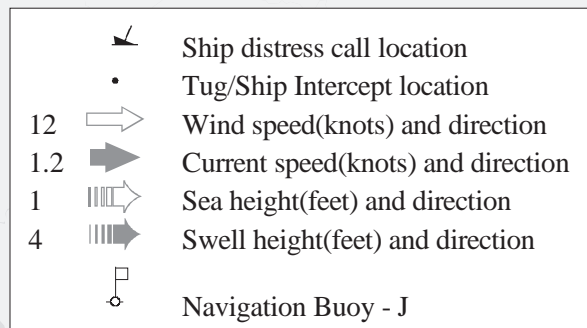 Ship distress call location
Tug/Ship Intercept location
12 Wind speed(knots) and direction
1.2 Current speed(knots) and direction
1 Sea height(feet) and direction
4 Swell height(feet) and direction
Navigation Buoy - J